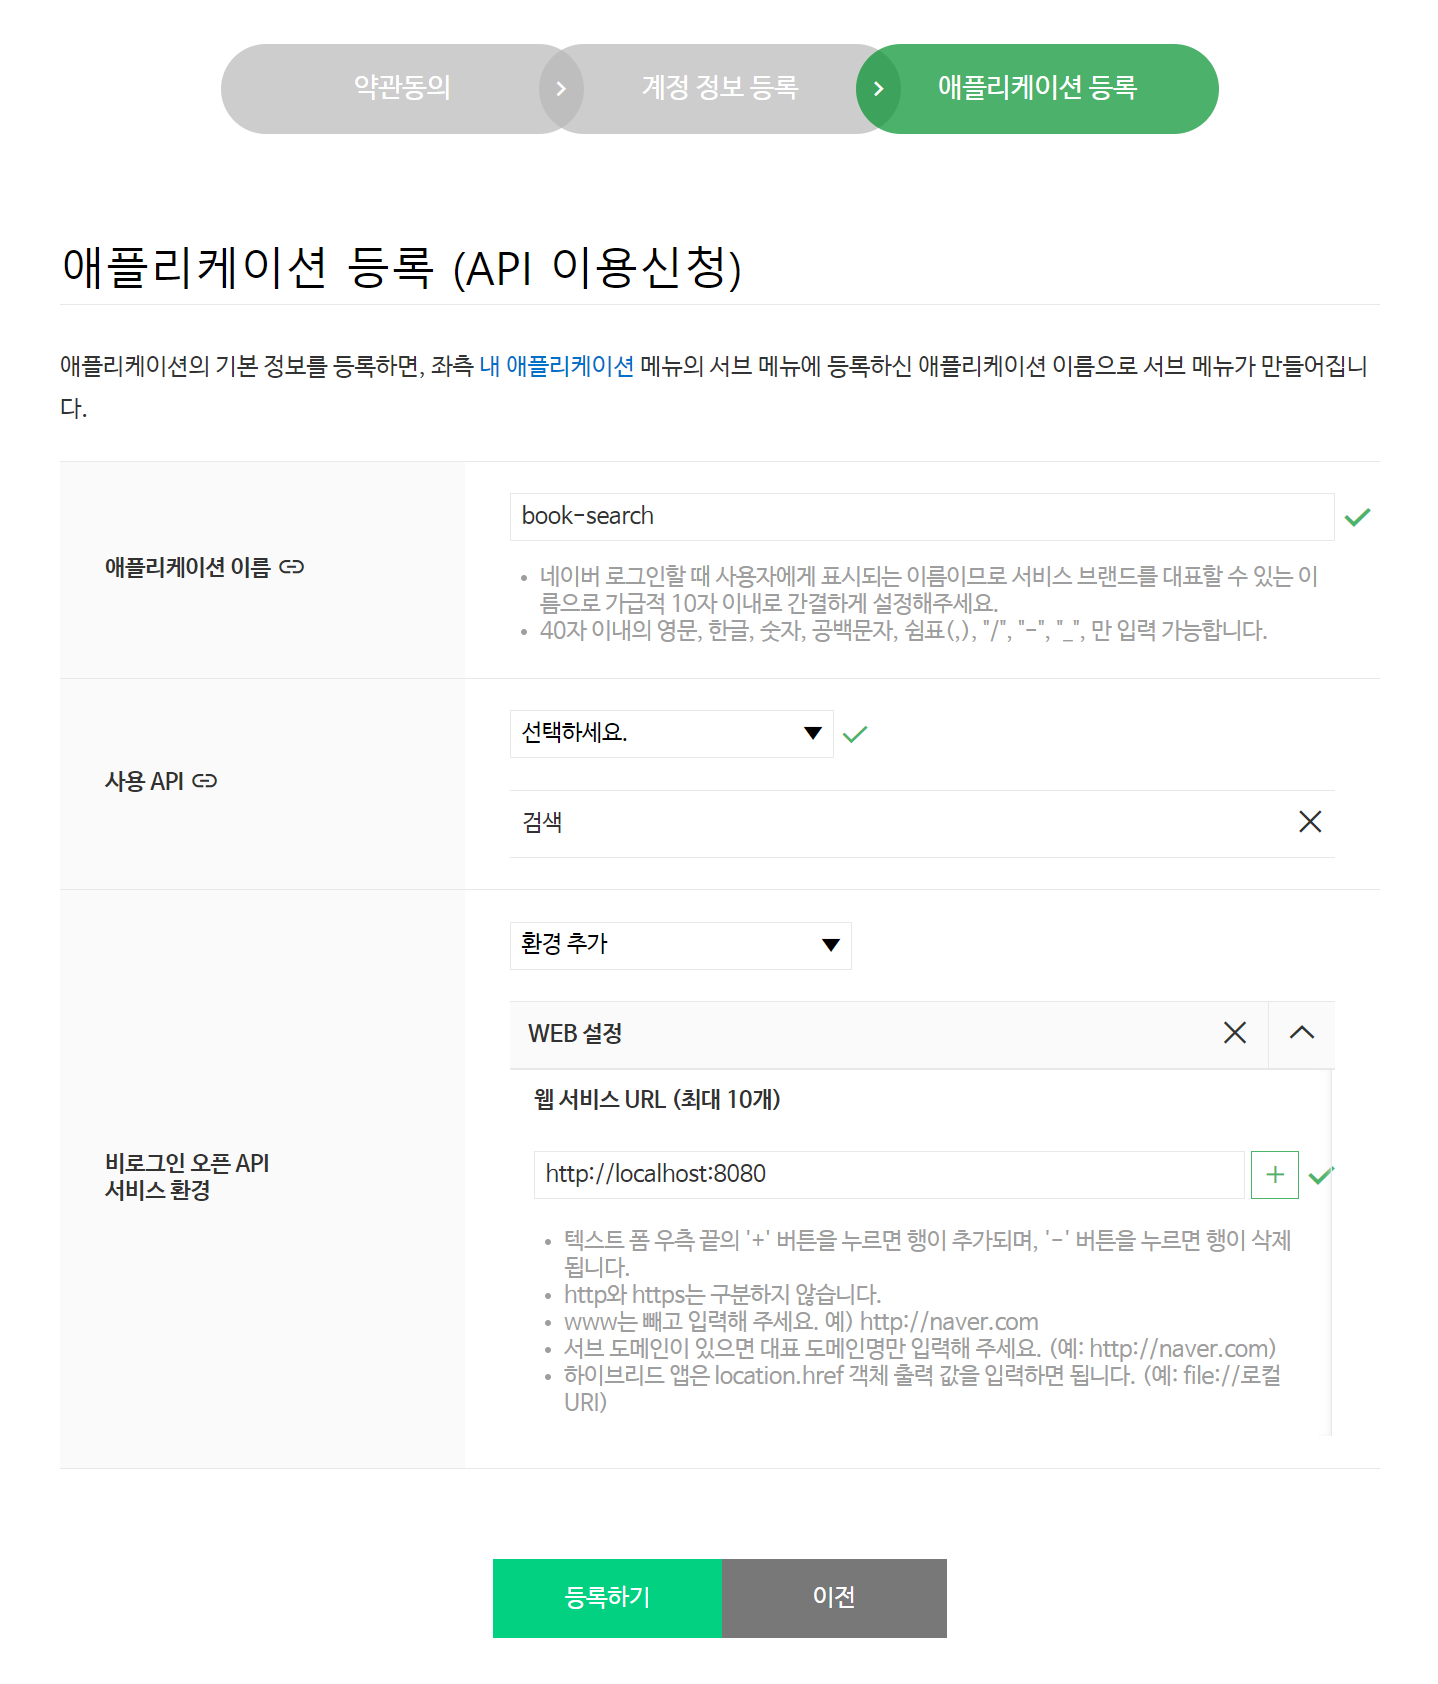 약관동의
계정 정보 등록
애플리케이션 등록
애플리케이션 등록 (API 이용신청)
애플리케이션의 기본 정보를 등록하면, 좌측 내 애플리케이션 메뉴의 서브 메뉴에 등록하신 애플리케이션 이름으로 서브 메뉴가 만들어집니
다.
애플리케이션 이름
book-search
네이버 로그인할 때 사용자에게 표시되는 이름이므로 서비스 브랜드를 대표할 수 있는 이
름으로 가급적 10자 이내로 간결하게 설정해주세요.
40자 이내의 영문, 한글, 숫자, 공백문자, 쉼표(,), "/", "-", "_", 만 입력 가능합니다.
사용 API
선택하세요.
검색
비로그인 오픈 API
서비스 환경
환경 추가
WEB 설정
웹 서비스 URL (최대 10개)
http://localhost:8080
텍스트 폼 우측 끝의 '+' 버튼을 누르면 행이 추가되며, '-' 버튼을 누르면 행이 삭제
됩니다.
http와 https는 구분하지 않습니다.
www는 빼고 입력해 주세요. 예) http://naver.com
서브 도메인이 있으면 대표 도메인명만 입력해 주세요. (예: http://naver.com)
하이브리드 앱은 location.href 객체 출력 값을 입력하면 됩니다. (예: file://로컬
URI)
등록하기
이전